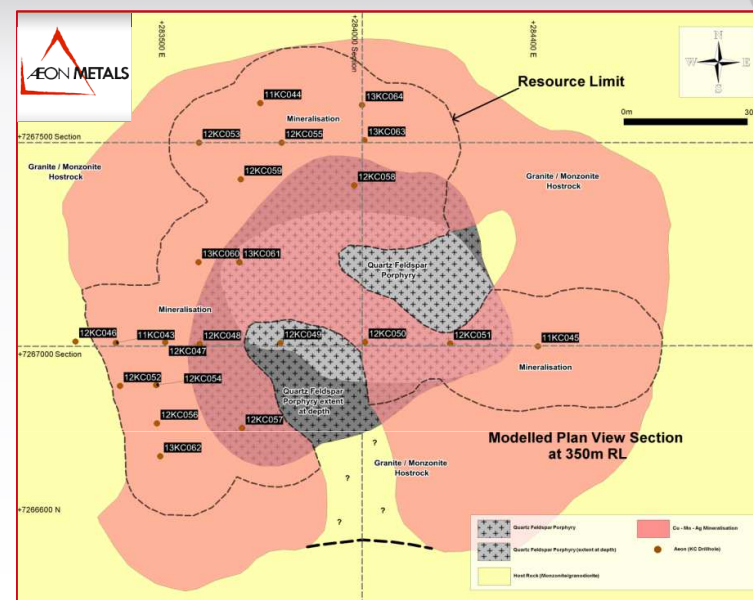 AEON METALS
+283500 E
+284000 Section
+284400 E
N
W E
S
0m 30
Resource Limit
11KC044
13KC064
Mineralisation
+7267500 Section
12KC053
12KC055
13KC063
Granite / Monzonite
Hostrock
12KC059
12KC058
Granite / Monzonite
Hostrock
13KC060
13KC061
Quartz Feldspar
Porphyry
Mineralisation
12KC046
11KC043
12KC048
12KC049
12KC050
12KC051
11KC045
12KC047
+7267000 Section
Mineralisation
12KC052
12KC054
Quartz Feldspar
Porphyry extent
at depth
12KC056
12KC057
13KC062
?
Modelled Plan View Section
at 350m RL
Granite / Monzonite
Hostrock
? ?
+7266600 N
? ?
Quartz Feldspar Porphyry
Cu - Mo - Ag Mineralisation
Quartz Feldspar Porphyry (extent at depth)
Aeon (KC) Drillhole
Host Rock (Monzonite/granodiorite)